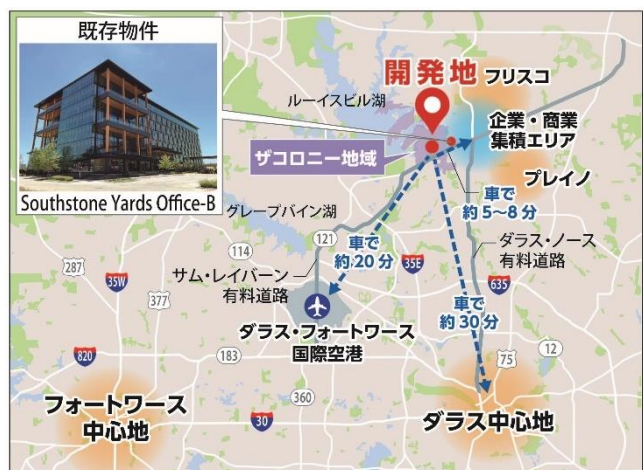 既存物件
Southstone Yards Office-B
開発地
フリスコ
ルーイスビル湖
企業・商業
集積エリア
ザコロニー地域
プレイノ
車で
約5~8分
グレープバイン湖
121
114
車で
約20分
35E
ダラス・ノース
有料道路
287
35W
377
サム・レイバーン
有料道路
635
車で
約30分
ダラス・フォートワース
国際空港
820
183
75
12
フォートワース
中心地
360
30
ダラス中心地